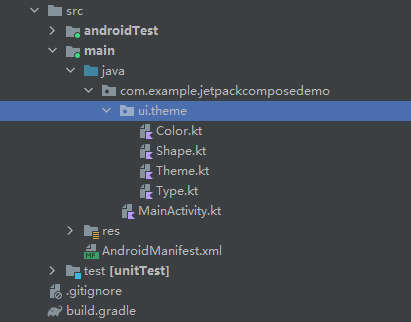 src
androidTest
main
java
com.example.jetpackcomposedemo
ui.theme
Color.kt
Shape.kt
Theme.kt
Type.kt
MainActivity.kt
res
MF AndroidManifest.xml
test [unitTest]
.gitignore
build.gradle